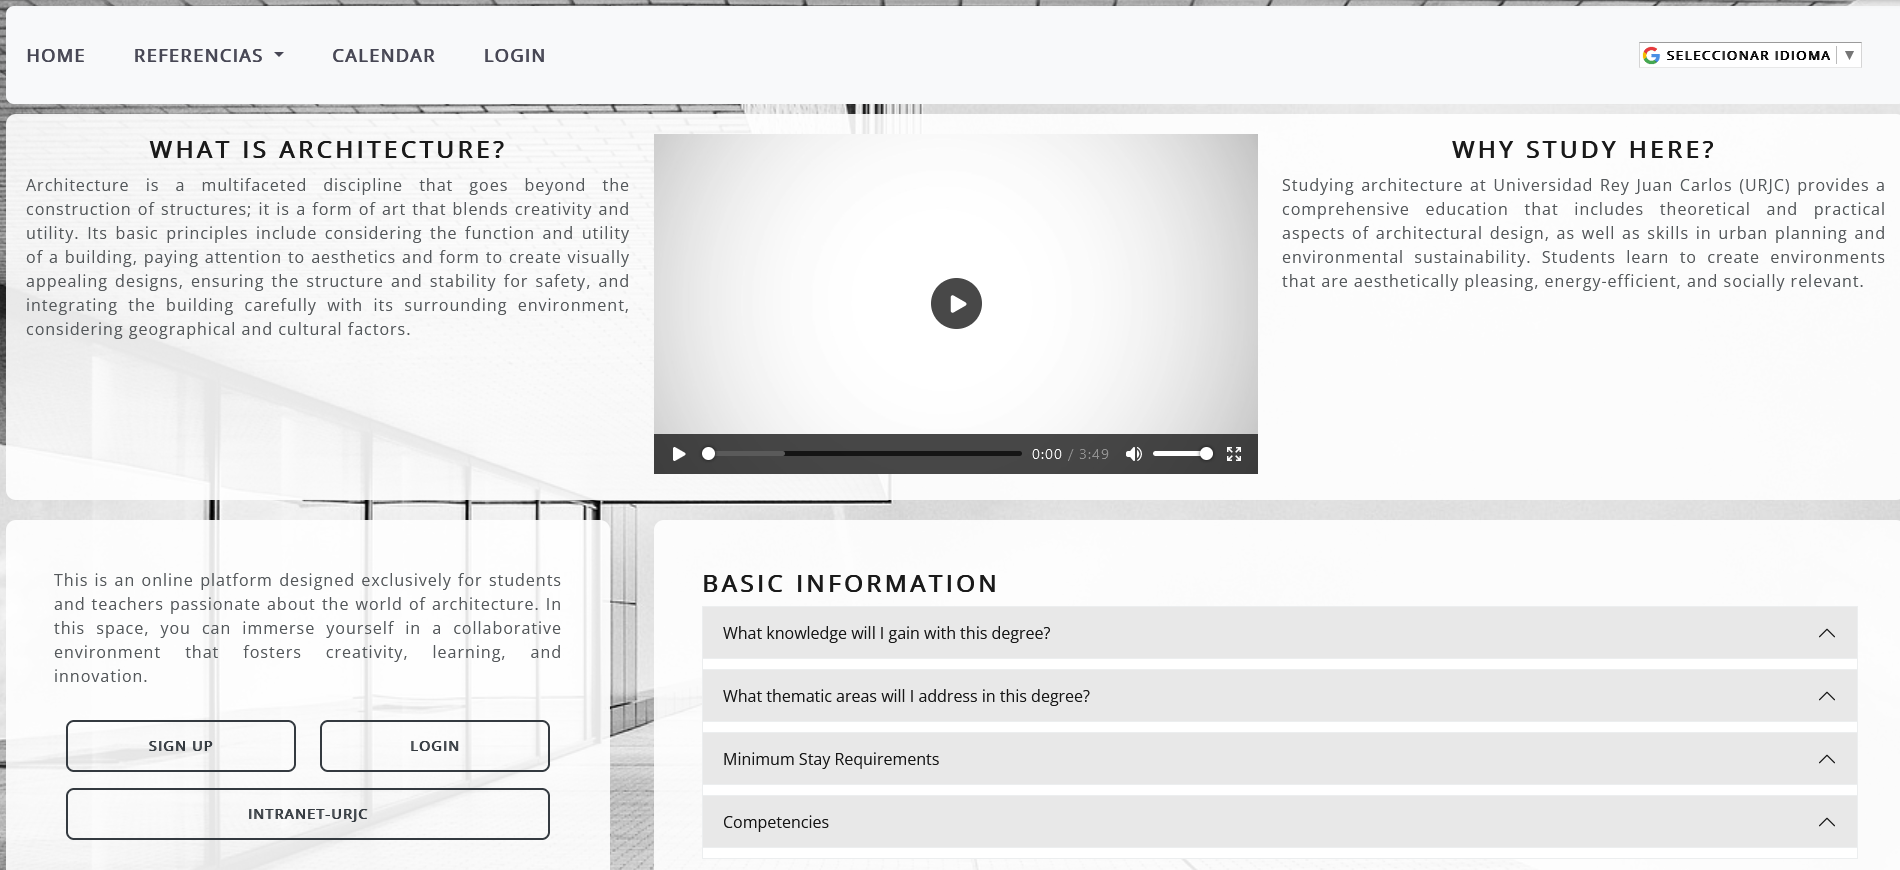 HOME
REFERENCIAS
CALENDAR
LOGIN
SELECCIONAR IDIOMA
WHAT IS ARCHITECTURE?
Architecture is a multifaceted discipline that goes beyond the
construction of structures; it is a form of art that blends creativity and
utility. Its basic principles include considering the function and utility
of a building, paying attention to aesthetics and form to create visually
appealing designs, ensuring the structure and stability for safety, and
integrating the building carefully with its surrounding environment,
considering geographical and cultural factors.
0:00 / 3:49
WHY STUDY HERE?
Studying architecture at Universidad Rey Juan Carlos (URJC) provides a
comprehensive education that includes theoretical and practical
aspects of architectural design, as well as skills in urban planning and
environmental sustainability. Students learn to create environments
that are aesthetically pleasing, energy-efficient, and socially relevant.
This is an online platform designed exclusively for students
and teachers passionate about the world of architecture. In
this space, you can immerse yourself in a collaborative
environment that fosters creativity, learning, and
innovation.
SIGN UP
LOGIN
INTRANET-URJC
BASIC INFORMATION
What knowledge will I gain with this degree?
What thematic areas will I address in this degree?
Minimum Stay Requirements
Competencies